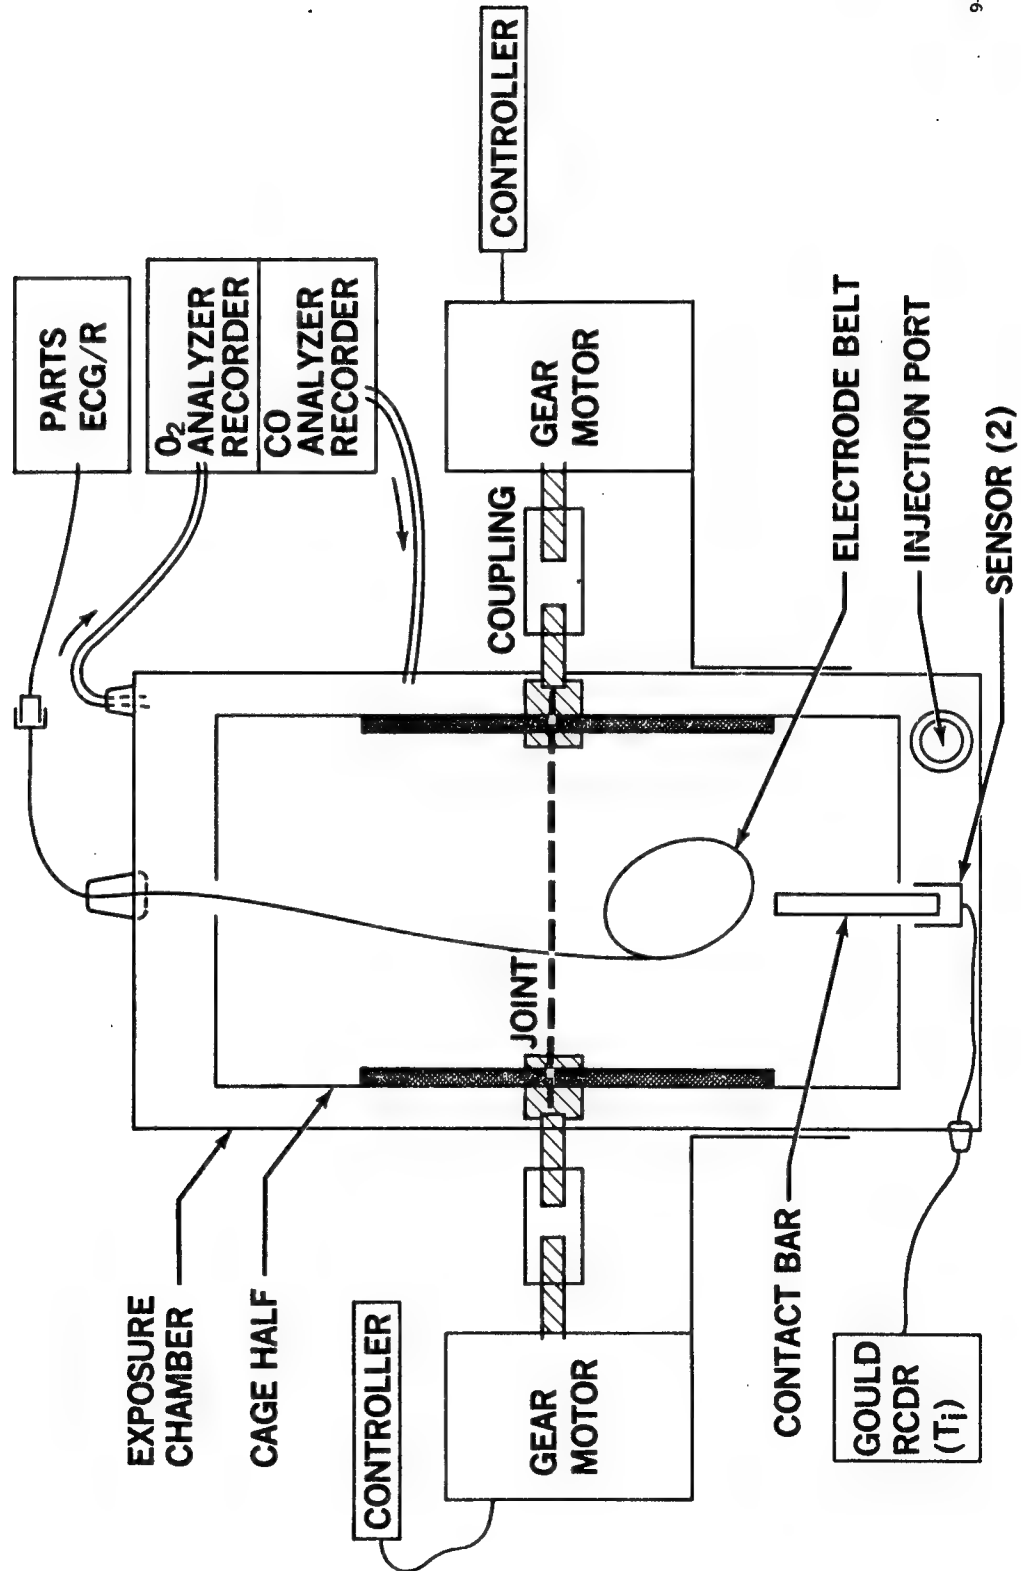 PARTS
ECG/R
O2
ANALYZER
RECORDER
CO
ANALYZER
RECORDER
CONTROLLER
EXPOSURE
CHAMBER
CAGE HALF
CONTROLLER
JOINT
COUPLING
GEAR
MOTOR
GEAR
MOTOR
CONTACT BAR
ELECTRODE BELT
GOULD
RCDR
(Ti)
INJECTION PORT
SENSOR (2)